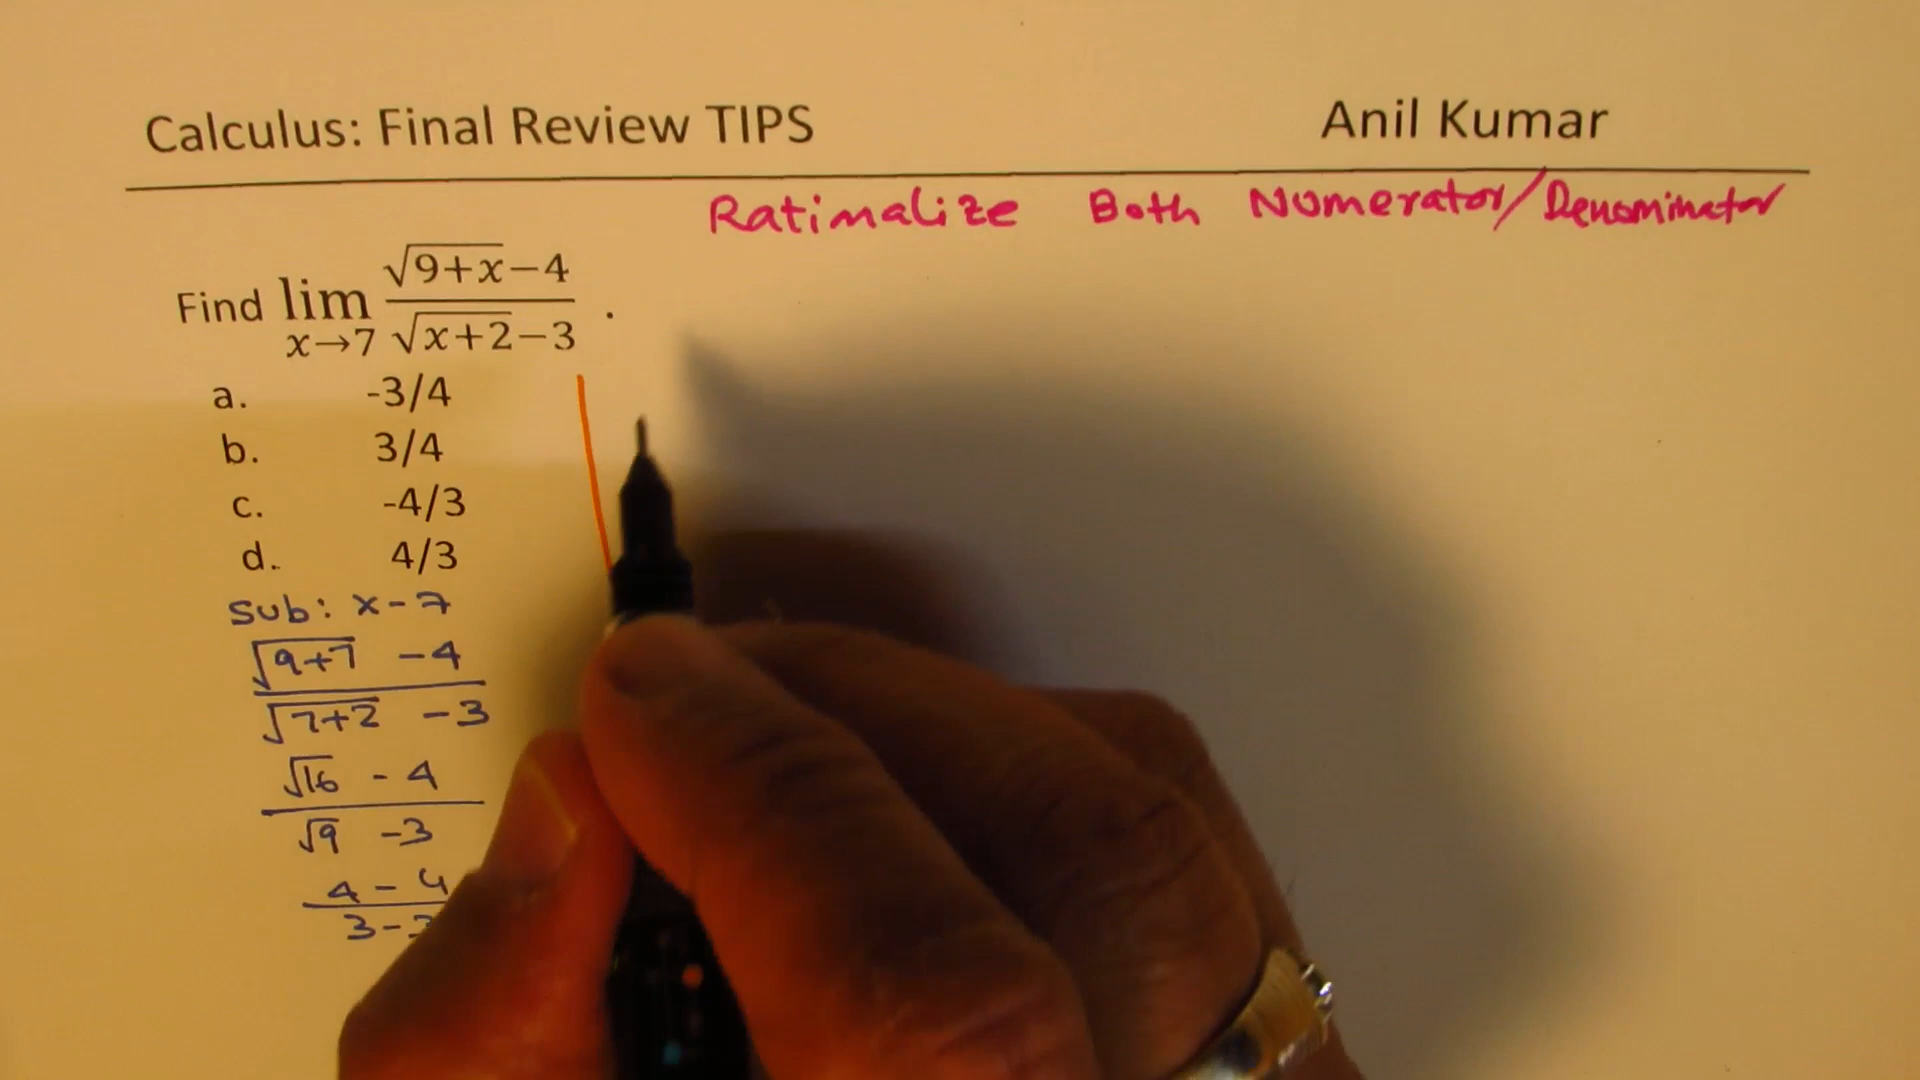 Calculus: Final Review TIPS Anil Kumar
Ratimalize Both Numerator/Denominator
Find lim x→7 (√(9+x) − 4)/(√(x+2) − 3) .
a. -3/4
b. 3/4
c. -4/3
d. 4/3
Sub: x-7
√(9+7) - 4
√(7+2) - 3
√16 - 4
√9 - 3
4 - 4
3 - 3